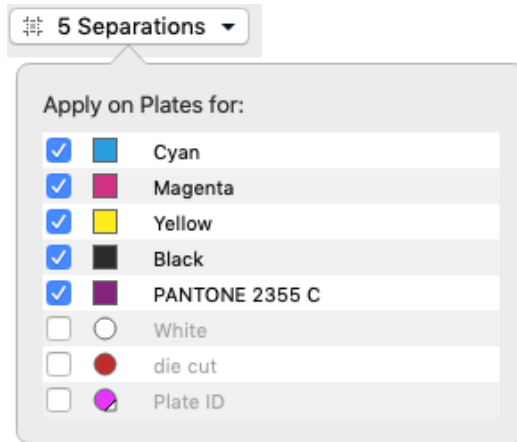 5 Separations
Apply on Plates for:
Cyan
Magenta
Yellow
Black
PANTONE 2355 C
White
die cut
Plate ID